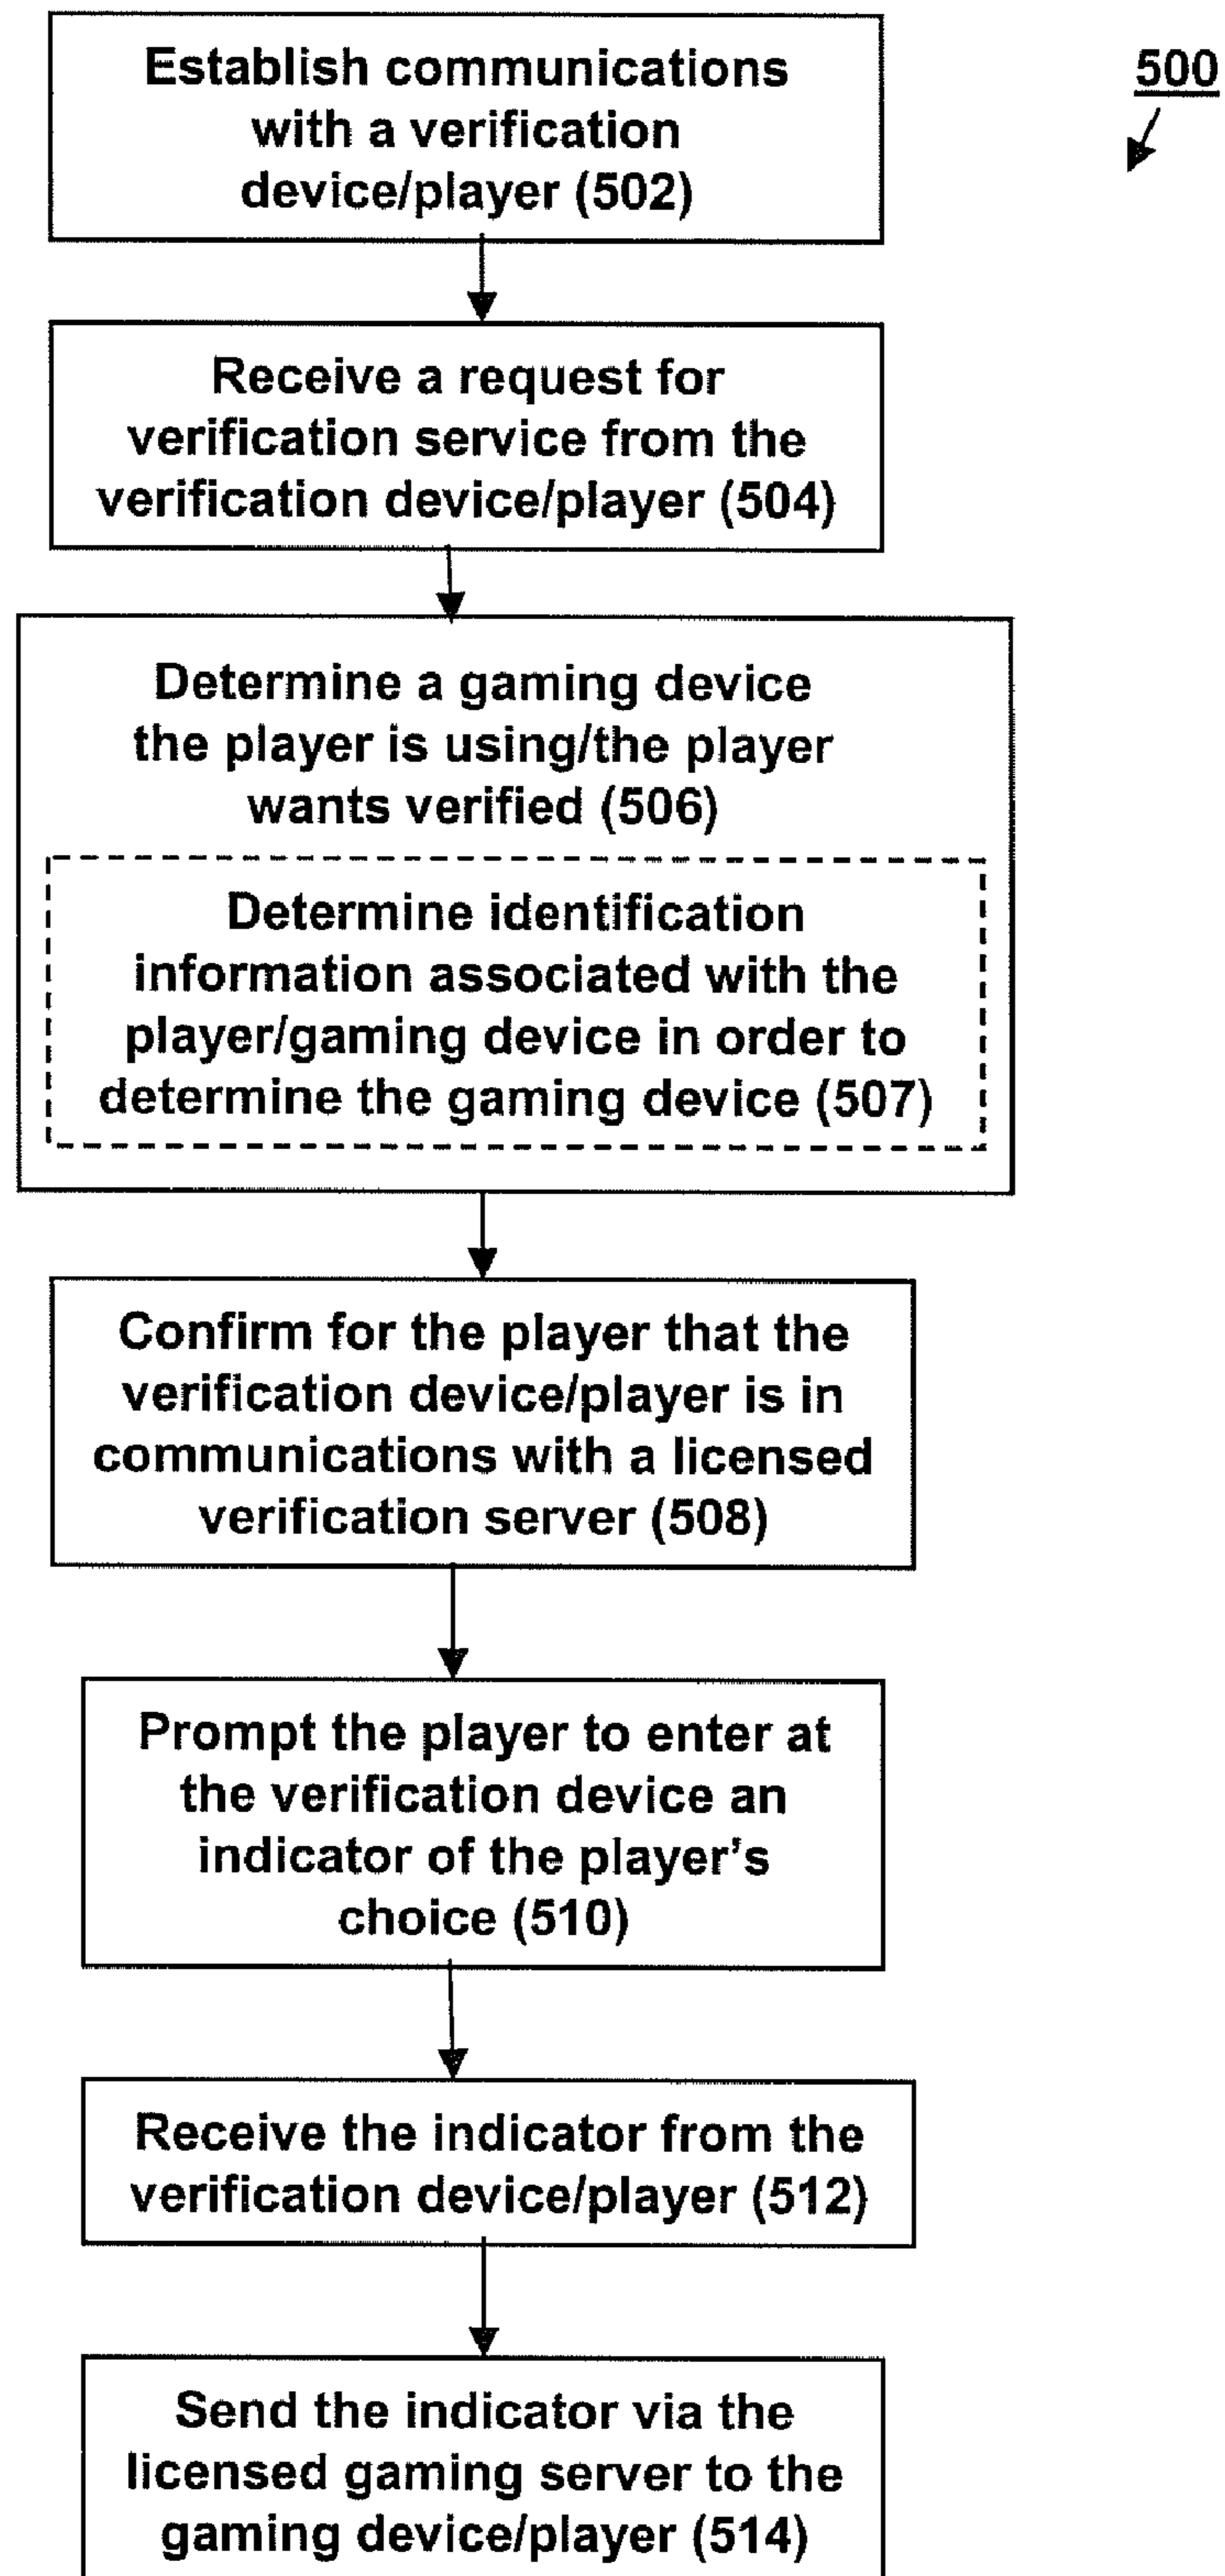 500
Establish communications
with a verification
device/player (502)
Receive a request for
verification service from the
verification device/player (504)
Determine a gaming device
the player is using/the player
wants verified (506)
Determine identification
information associated with the
player/gaming device in order to
determine the gaming device (507)
Confirm for the player that the
verification device/player is in
communications with a licensed
verification server (508)
Prompt the player to enter at
the verification device an
indicator of the player’s
choice (510)
Receive the indicator from the
verification device/player (512)
Send the indicator via the
licensed gaming server to the
gaming device/player (514)